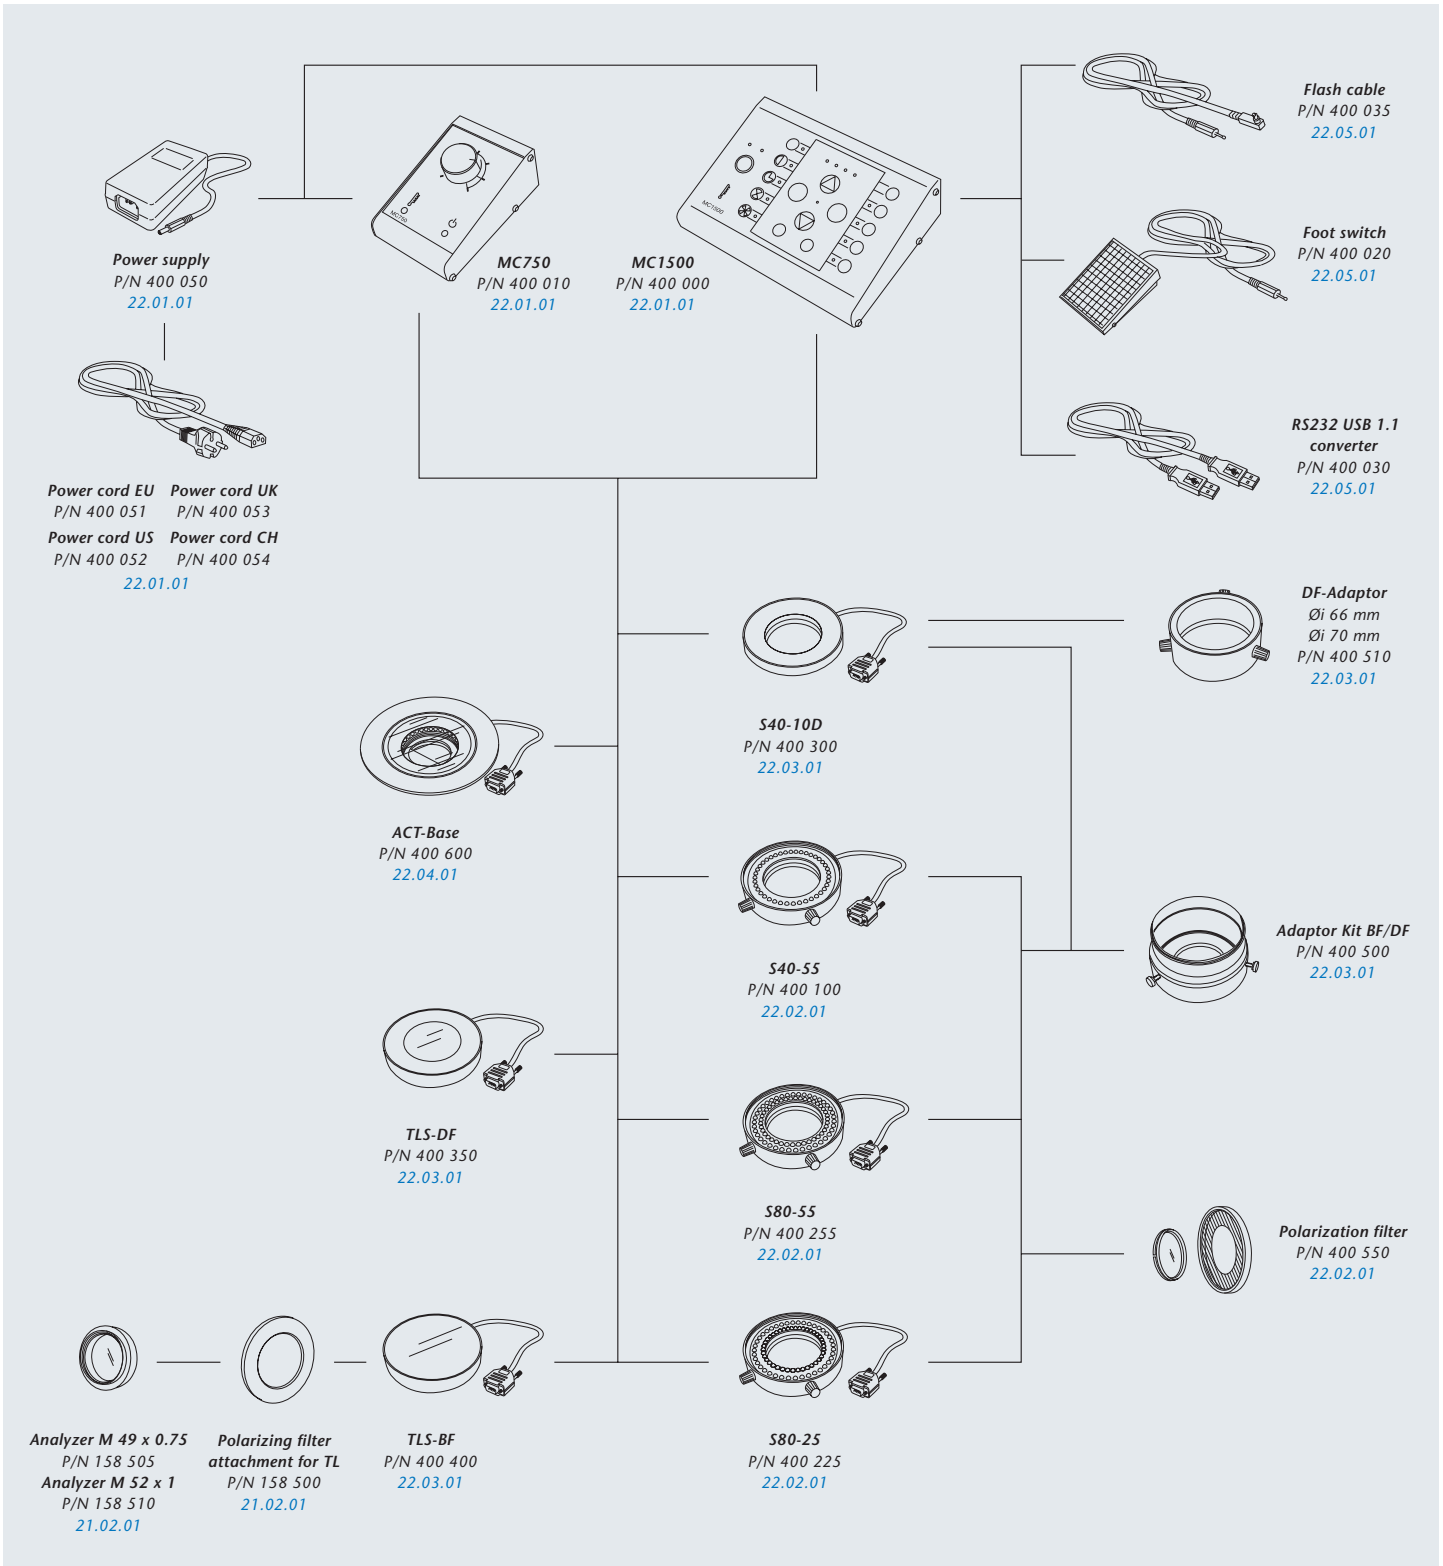 Flash cable
P/N 400 035
22.05.01
MC750
MC1500
Power supply
P/N 400 050
22.01.01
MC750
P/N 400 010
22.01.01
MC1500
P/N 400 000
22.01.01
Foot switch
P/N 400 020
22.05.01
RS232 USB 1.1
converter
P/N 400 030
22.05.01
Power cord EU
P/N 400 051
Power cord UK
P/N 400 053
Power cord US
P/N 400 052
Power cord CH
P/N 400 054
22.01.01
DF-Adaptor
Øi 66 mm
Øi 70 mm
P/N 400 510
22.03.01
S40-10D
P/N 400 300
22.03.01
ACT-Base
P/N 400 600
22.04.01
S40-55
P/N 400 100
22.02.01
Adaptor Kit BF/DF
P/N 400 500
22.03.01
TLS-DF
P/N 400 350
22.03.01
S80-55
P/N 400 255
22.02.01
Polarization filter
P/N 400 550
22.02.01
Analyzer M 49 x 0.75
P/N 158 505
Analyzer M 52 x 1
P/N 158 510
21.02.01
Polarizing filter
attachment for TL
P/N 158 500
21.02.01
TLS-BF
P/N 400 400
22.03.01
S80-25
P/N 400 225
22.02.01